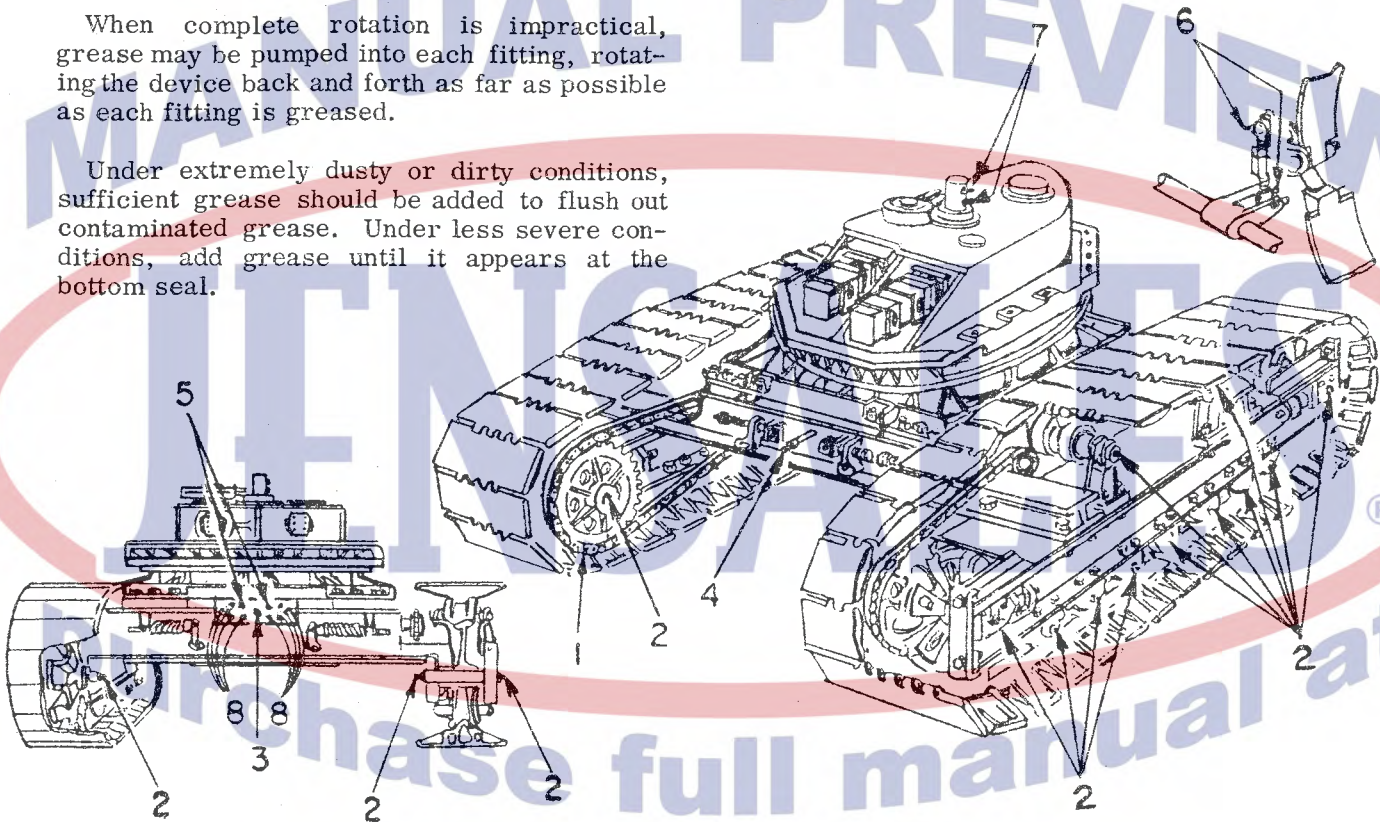 When complete rotation is impractical,
grease may be pumped into each fitting, rotat-
ing the device back and forth as far as possible
as each fitting is greased.
Under extremely dusty or dirty conditions,
sufficient grease should be added to flush out
contaminated grease. Under less severe con-
ditions, add grease until it appears at the
bottom seal.
MANUAL PREVIEW
JENSALES®
purchase full manual at
6
7
5
1
2
4
2
8 8
3
2
2
2
2